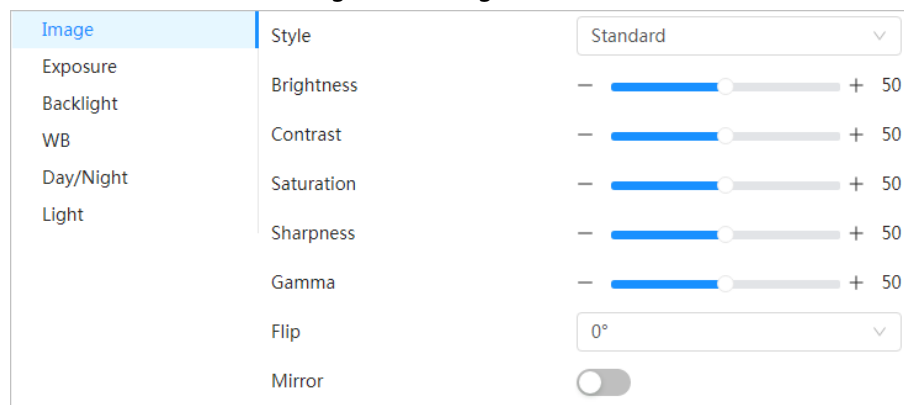 Image
Exposure
Backlight
WB
Day/Night
Light
Style Standard
Brightness − + 50
Contrast − + 50
Saturation − + 50
Sharpness − + 50
Gamma − + 50
Flip 0°
Mirror